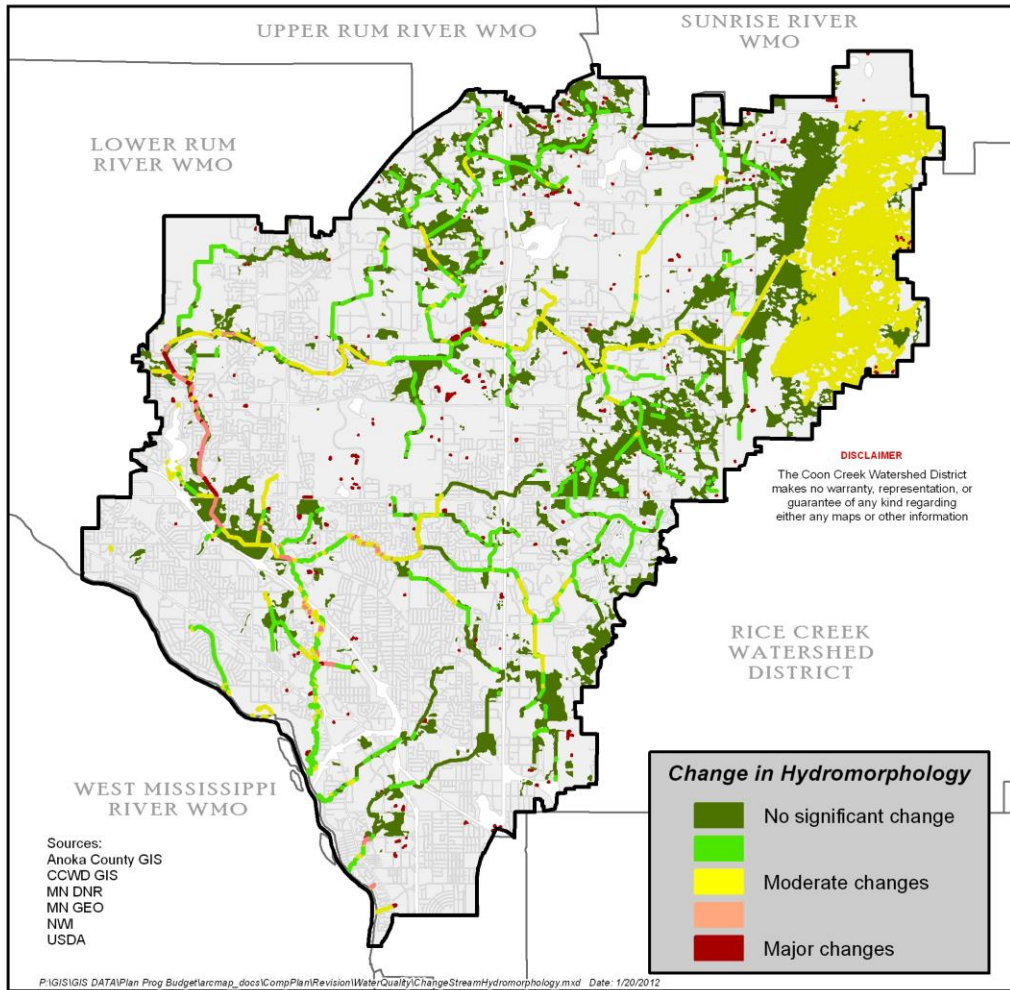 UPPER RUM RIVER WMO
SUNRISE RIVER
WMO
LOWER RUM
RIVER WMO
DISCLAIMER
The Coon Creek Watershed District
makes no warranty, representation, or
guarantee of any kind regarding
either any maps or other information
RICE CREEK
WATERSHED
DISTRICT
WEST MISSISSIPPI
RIVER WMO
Sources:
Anoka County GIS
CCWD GIS
MN DNR
MN GEO
NWI
USDA
Change in Hydromorphology
No significant change
Moderate changes
Major changes
P:\GIS\GIS DATA\Plan Prog Budget\arcmap_docs\CompPlan\Revision\WaterQuality\ChangeStreamHydromorphology.mxd Date: 1/20/2012